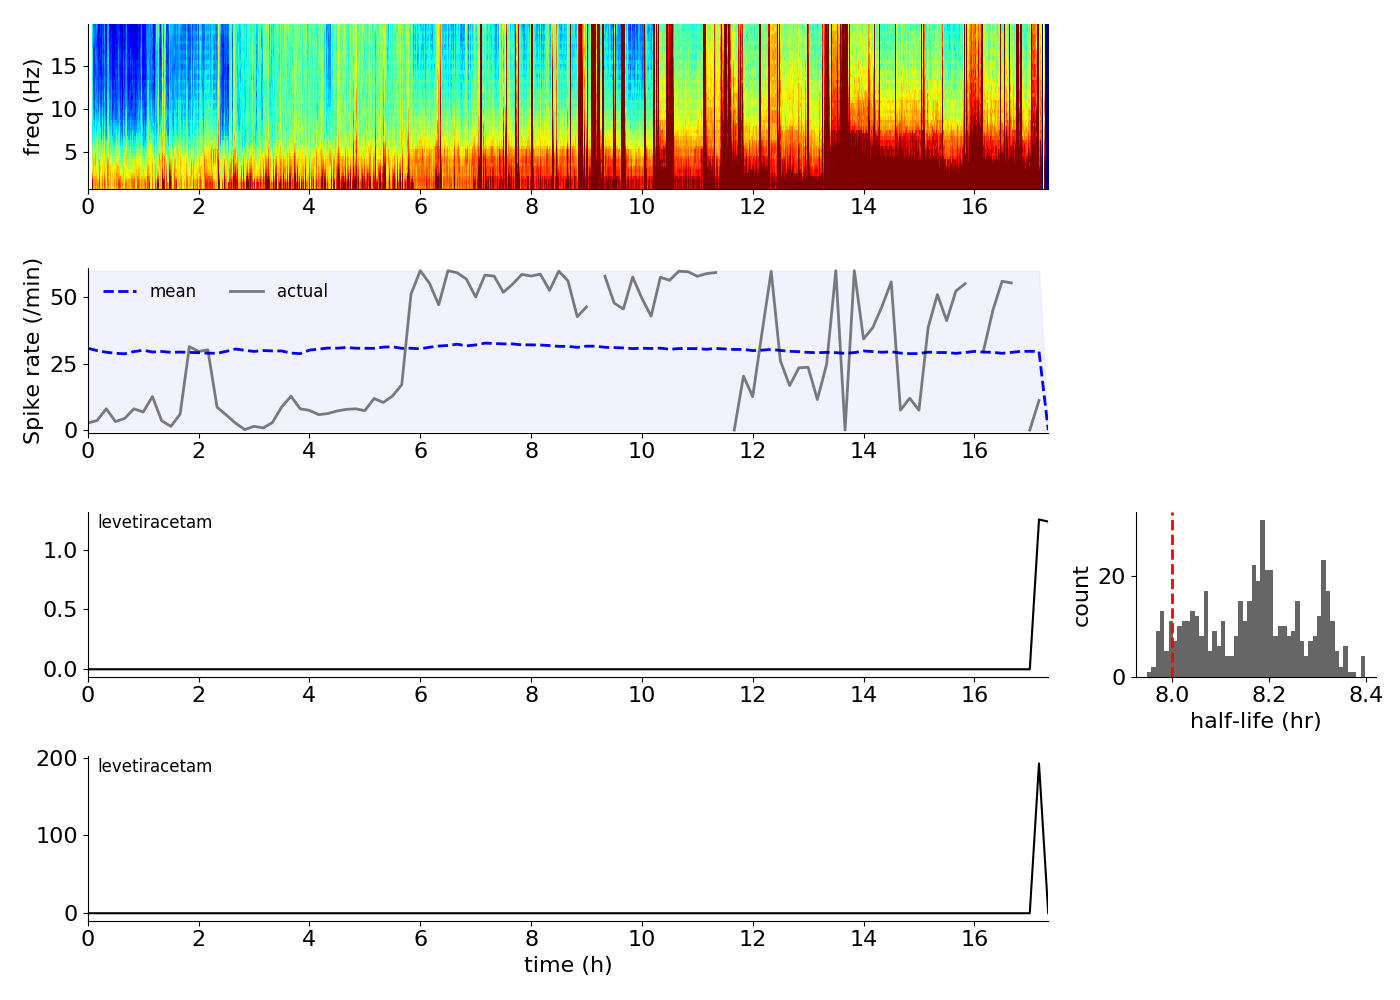 freq (Hz)
15
10
5
0 2 4 6 8 10 12 14 16
Spike rate (/min)
50
25
0
mean actual
0 2 4 6 8 10 12 14 16
levetiracetam
1.0
0.5
0.0
0 2 4 6 8 10 12 14 16
count
20
0
8.0 8.2 8.4
half-life (hr)
levetiracetam
200
100
0
0 2 4 6 8 10 12 14 16
time (h)